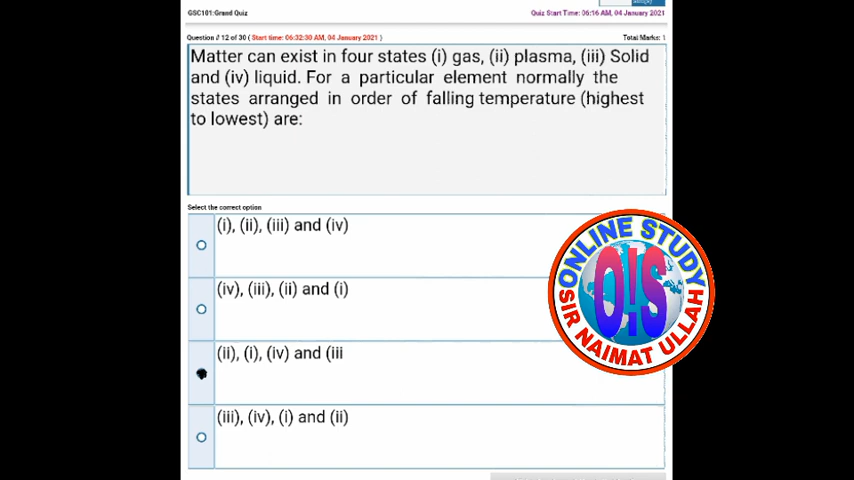 GSC101:Grand Quiz
Quiz Start Time: 06:16 AM, 04 January 2021
Question # 12 of 30 ( Start time: 06:32:30 AM, 04 January 2021 )
Total Marks: 1
Matter can exist in four states (i) gas, (ii) plasma, (iii) Solid
and (iv) liquid. For a particular element normally the
states arranged in order of falling temperature (highest
to lowest) are:
Select the correct option
(i), (ii), (iii) and (iv)
(iv), (iii), (ii) and (i)
(ii), (i), (iv) and (iii
(iii), (iv), (i) and (ii)
ONLINE STUDY
O!S
SIR NAIMAT ULLAH